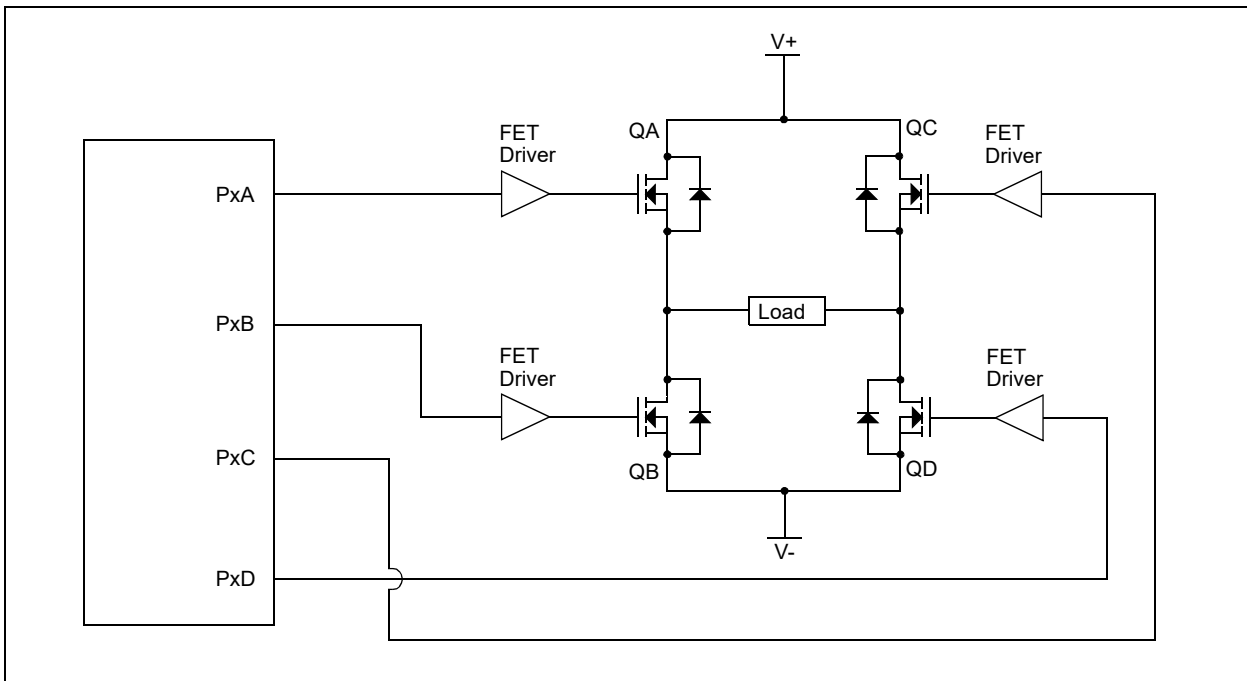 V+
QA
QC
FET
Driver
FET
Driver
PxA
Load
PxB
FET
Driver
FET
Driver
PxC
QB
QD
V-
PxD